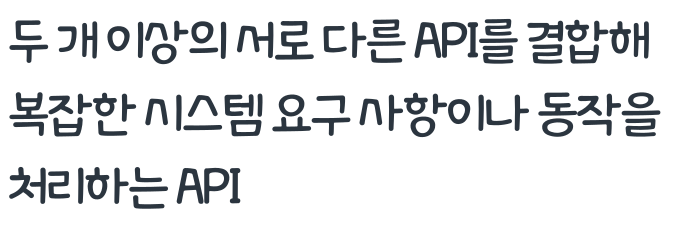 두 개 이상의 서로 다른 API를 결합해
복잡한 시스템 요구 사항이나 동작을
처리하는 API